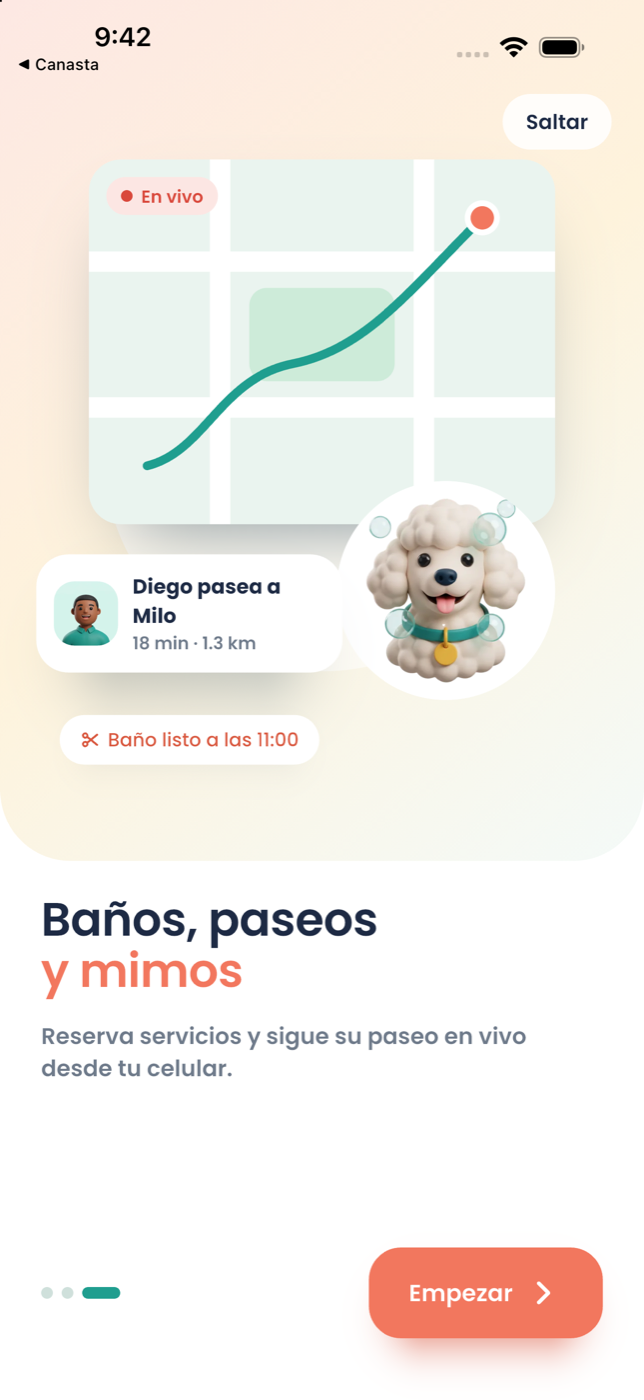 9:42
◀ Canasta
Saltar
En vivo
Diego pasea a
Milo
18 min · 1.3 km
Baño listo a las 11:00
Baños, paseos
y mimos
Reserva servicios y sigue su paseo en vivo
desde tu celular.
Empezar